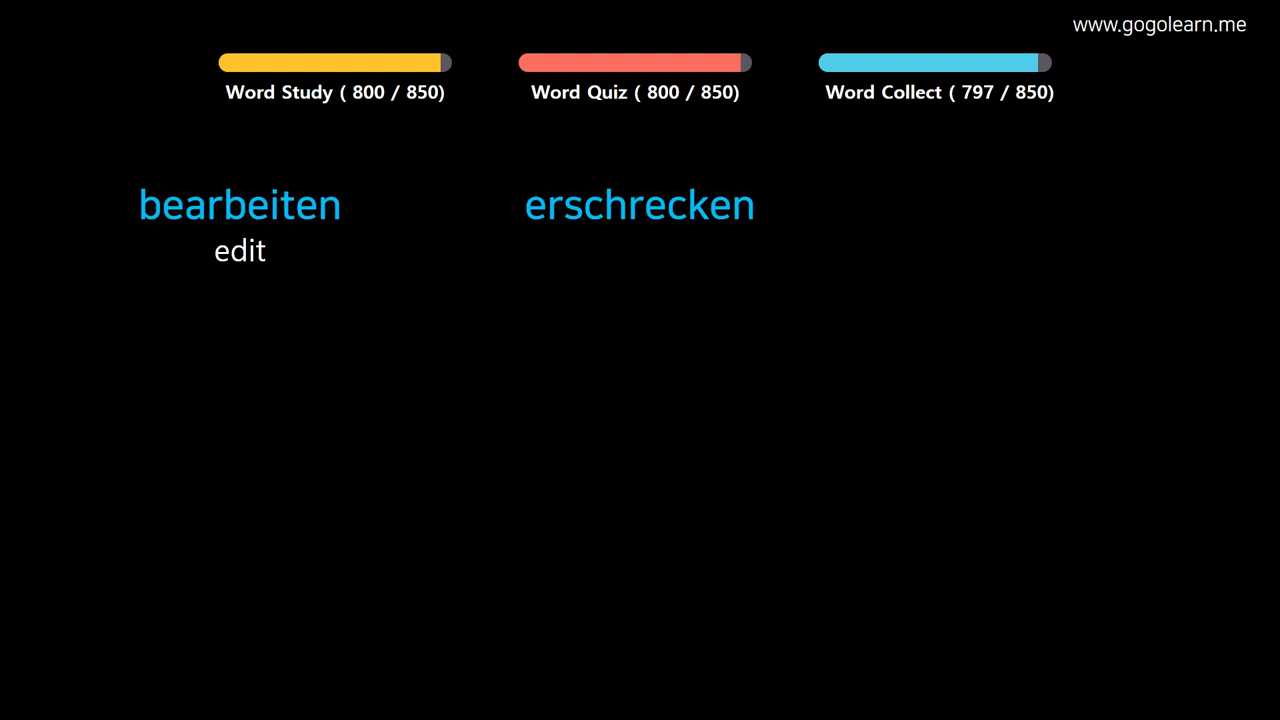 www.gogolearn.me
Word Study ( 800 / 850)
Word Quiz ( 800 / 850)
Word Collect ( 797 / 850)
bearbeiten
erschrecken
edit